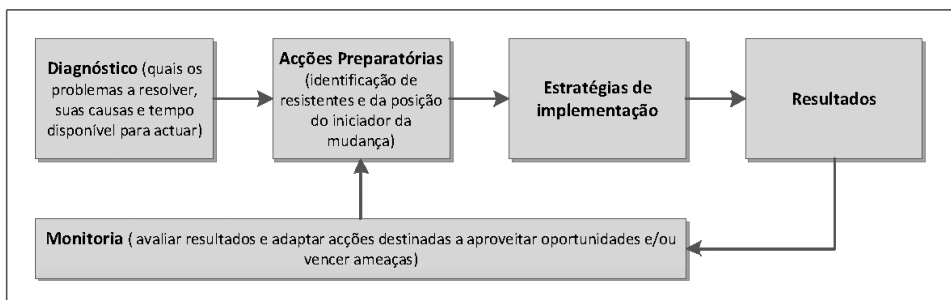 Diagnóstico (quais os
problemas a resolver,
suas causas e tempo
disponível para actuar)
Acções Preparatórias
(identificação de
resistentes e da posição
do iniciador da
mudança)
Estratégias de
implementação
Resultados
Monitoria ( avaliar resultados e adaptar acções destinadas a aproveitar oportunidades e/ou
vencer ameaças)